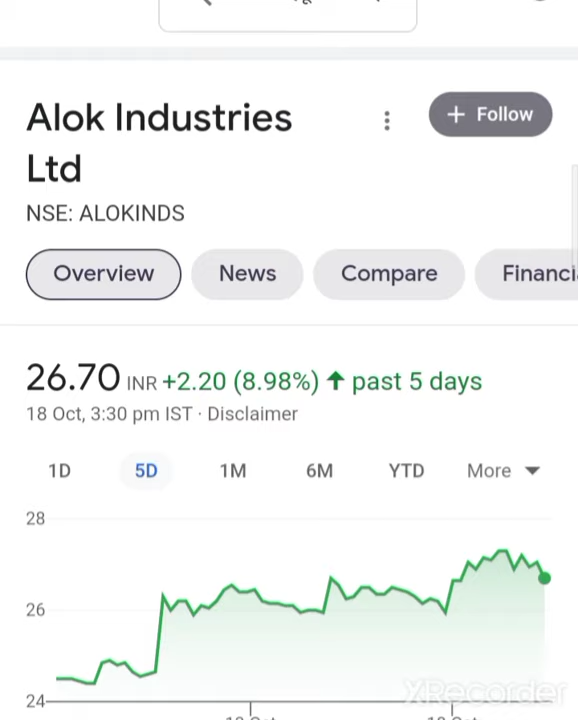 Alok Industries
Ltd
+ Follow
NSE: ALOKINDS
Overview
News
Compare
Financi
26.70 INR +2.20 (8.98%) ↑ past 5 days
18 Oct, 3:30 pm IST · Disclaimer
1D
5D
1M
6M
YTD
More
28
26
24
XRecorder